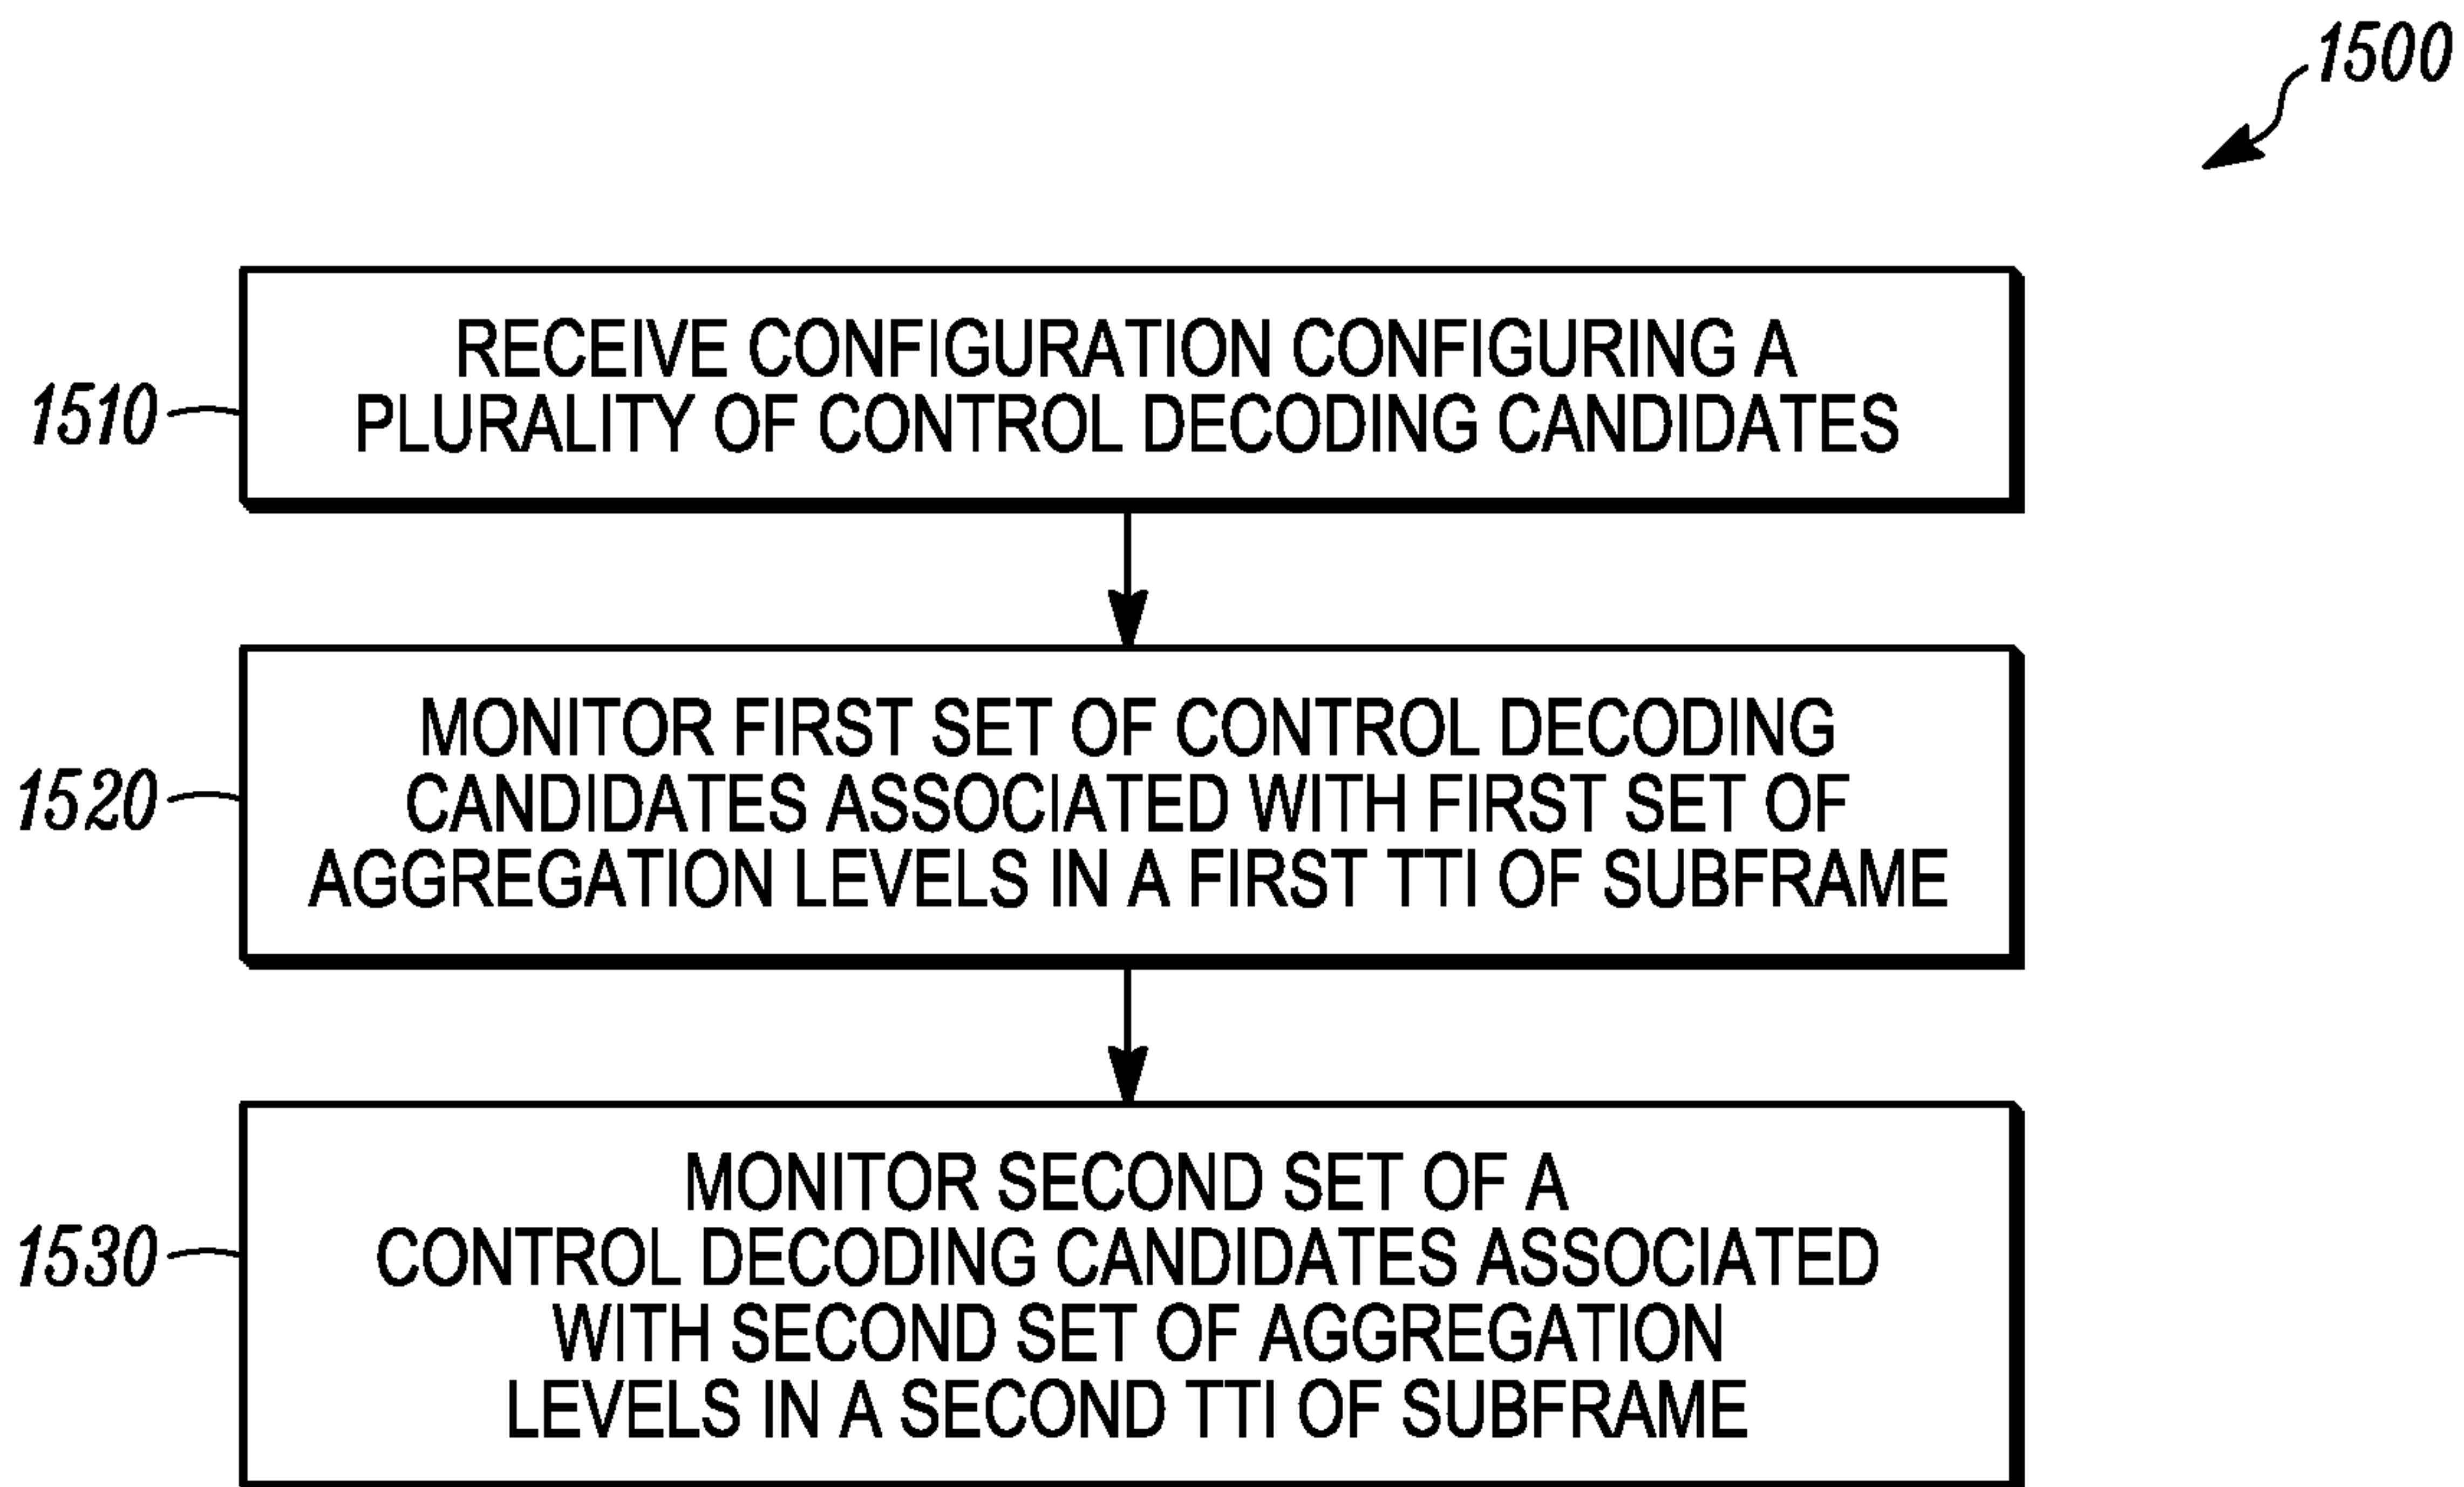 1500
RECEIVE CONFIGURATION CONFIGURING A
PLURALITY OF CONTROL DECODING CANDIDATES
1510
MONITOR FIRST SET OF CONTROL DECODING
CANDIDATES ASSOCIATED WITH FIRST SET OF
AGGREGATION LEVELS IN A FIRST TTI OF SUBFRAME
1520
MONITOR SECOND SET OF A
CONTROL DECODING CANDIDATES ASSOCIATED
WITH SECOND SET OF AGGREGATION
LEVELS IN A SECOND TTI OF SUBFRAME
1530